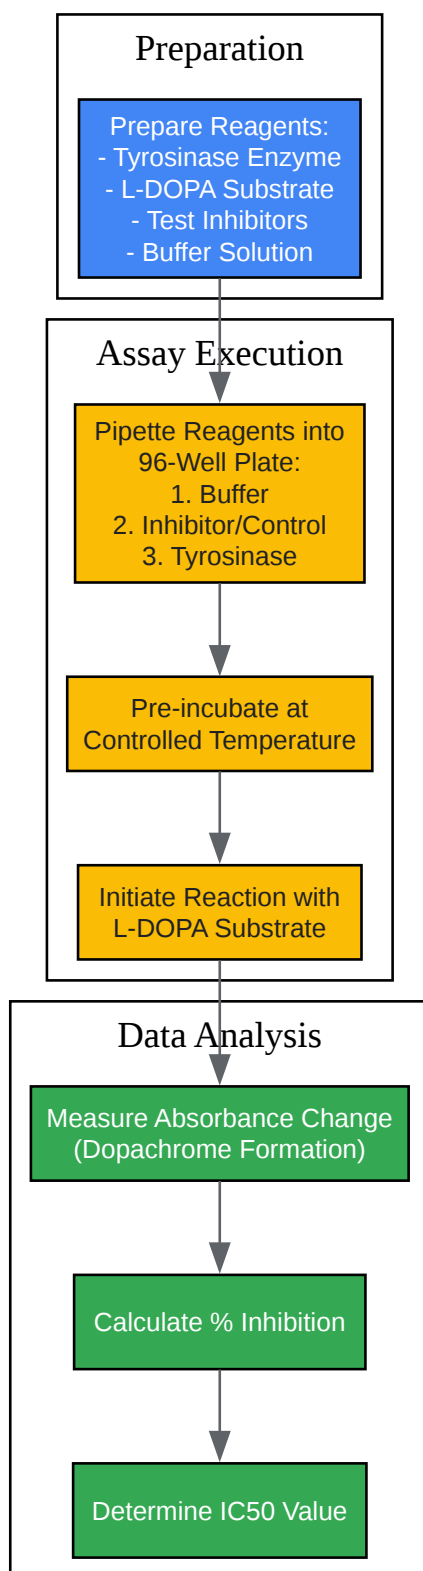 Preparation
Prepare Reagents:
- Tyrosinase Enzyme
- L-DOPA Substrate
- Test Inhibitors
- Buffer Solution
Assay Execution
Pipette Reagents into
96-Well Plate:
1. Buffer
2. Inhibitor/Control
3. Tyrosinase
Pre-incubate at
Controlled Temperature
Initiate Reaction with
L-DOPA Substrate
Data Analysis
Measure Absorbance Change
(Dopachrome Formation)
Calculate % Inhibition
Determine IC50 Value